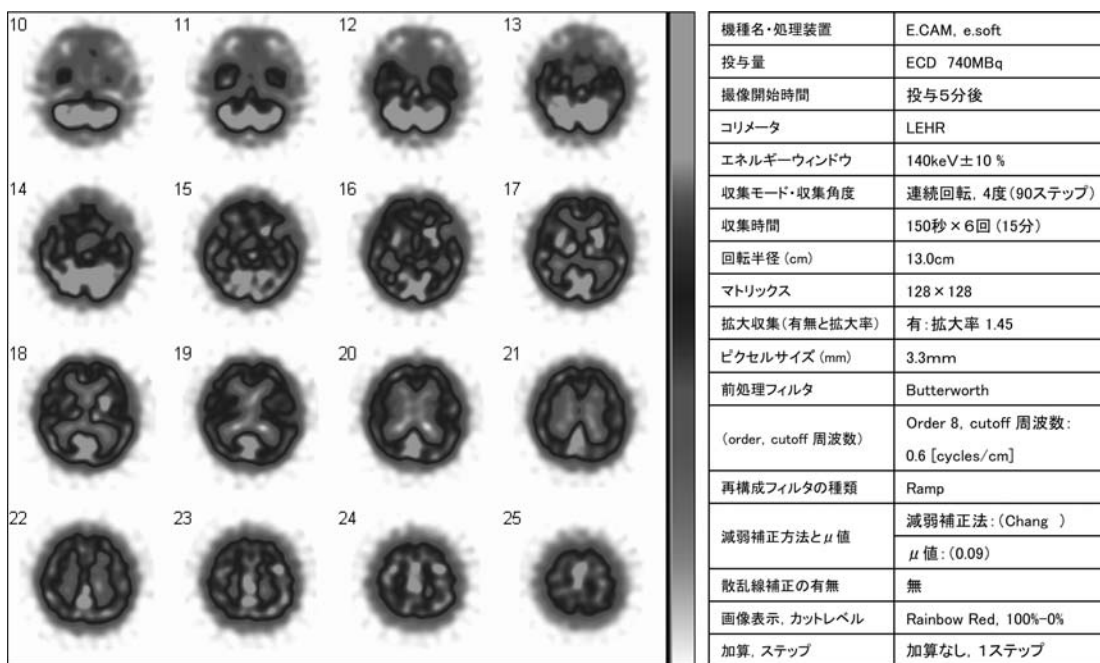 10 11 12 13
14 15 16 17
18 19 20 21
22 23 24 25
機種名・処理装置 E.CAM, e.soft
投与量 ECD 740MBq
撮像開始時間 投与5分後
コリメータ LEHR
エネルギーウィンドウ 140keV±10 %
収集モード・収集角度 連続回転, 4度(90ステップ)
収集時間 150秒×6回 (15分)
回転半径 (cm) 13.0cm
マトリックス 128×128
拡大収集(有無と拡大率) 有:拡大率 1.45
ピクセルサイズ (mm) 3.3mm
前処理フィルタ Butterworth
(order, cutoff 周波数) Order 8, cutoff 周波数:
0.6 [cycles/cm]
再構成フィルタの種類 Ramp
減弱補正方法とμ値 減弱補正法:(Chang )
μ値:(0.09)
散乱線補正の有無 無
画像表示, カットレベル Rainbow Red, 100%-0%
加算, ステップ 加算なし, 1ステップ